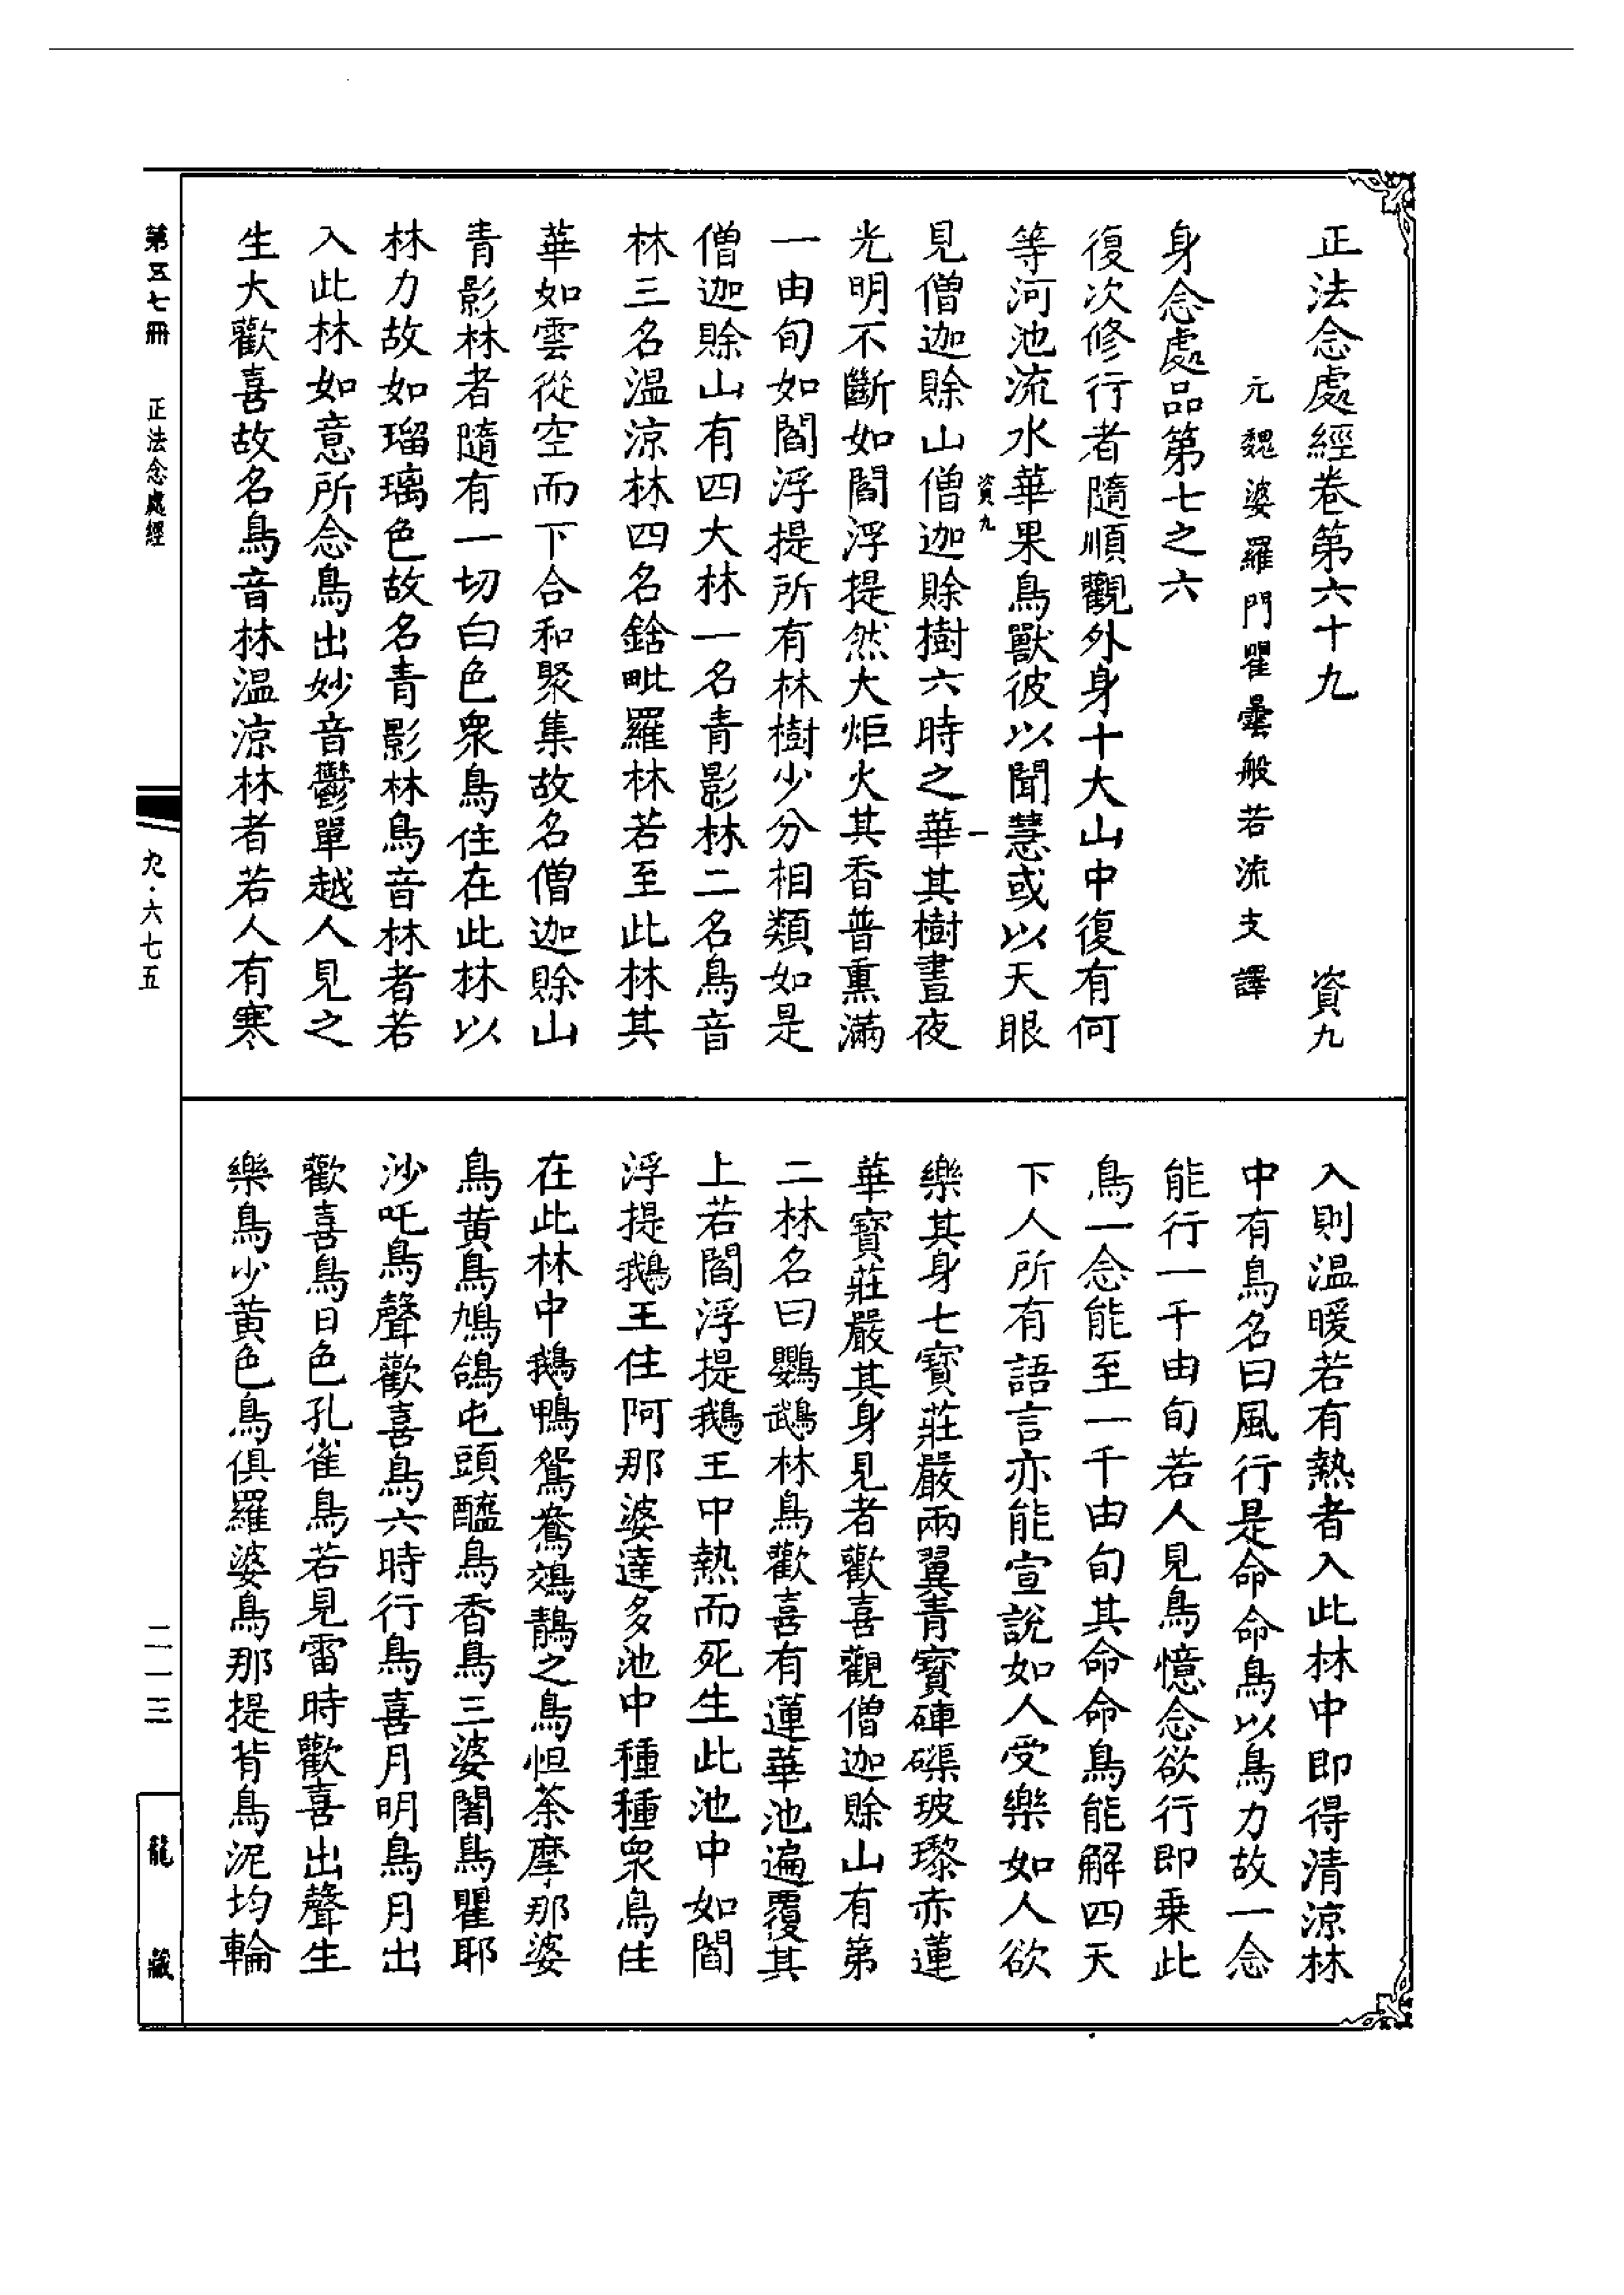 正法念處經卷第六十九　資九
元魏婆羅門瞿曇般若流支譯
身念處品第七之六
復次修行者隨順觀外身十大山中復有何
等河池流水華果鳥獸彼以聞慧或以天眼
資九　一
見僧迦賖山僧迦賖樹六時之華其樹晝夜
光明不斷如閻浮提然大炬火其香普熏滿
一由旬如閻浮提所有林樹少分相類如是
僧迦賖山有四大林一名青影林二名鳥音
林三名溫涼林四名鋡毗羅林若至此林其
華如雲從空而下合和聚集故名僧迦賖山
青影林者隨有一切白色衆鳥住在此林以
林力故如瑠璃色故名青影林鳥音林者若
入此林如意所念鳥出妙音鬱單越人見之
生大歡喜故名鳥音林溫涼林者若人有寒
入則溫暖若有熱者入此林中即得清涼林
中有鳥名曰風行是命命鳥以鳥力故一念
能行一千由旬若人見鳥憶念欲行即乗此
鳥一念能至一千由旬其命命鳥能解四天
下人所有語言亦能宣說如人受樂如人欲
樂其身七寶莊嚴兩翼青寶硨磲玻瓈赤蓮
華寶莊嚴其身見者歡喜觀僧迦賖山有第
二林名曰鸚鵡林鳥歡喜有蓮華池遍覆其
上若閻浮提鵝王中熱而死生此池中如閻
浮提鵝王住阿那婆達多池中種種衆鳥住
在此林中鵝鴨鴛鴦鵁鶄之鳥怛荼摩那婆
鳥黄鳥鳩鴿屯頭醯鳥香鳥三婆闍鳥瞿耶
沙吒鳥聲歡喜鳥六時行鳥喜月明鳥月出
歡喜鳥日色孔雀鳥若見雷時歡喜出聲生
樂鳥少黄色鳥俱羅婆鳥那提背鳥泥均輪
第五七冊　正法念處經
九·六七五
二一三
龍藏